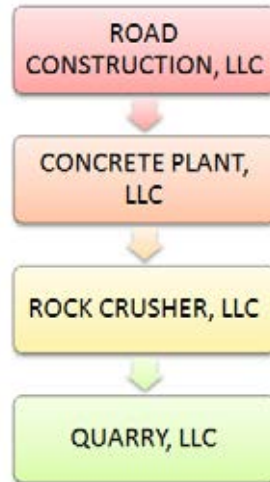 ROAD
CONSTRUCTION, LLC
CONCRETE PLANT,
LLC
ROCK CRUSHER, LLC
QUARRY, LLC